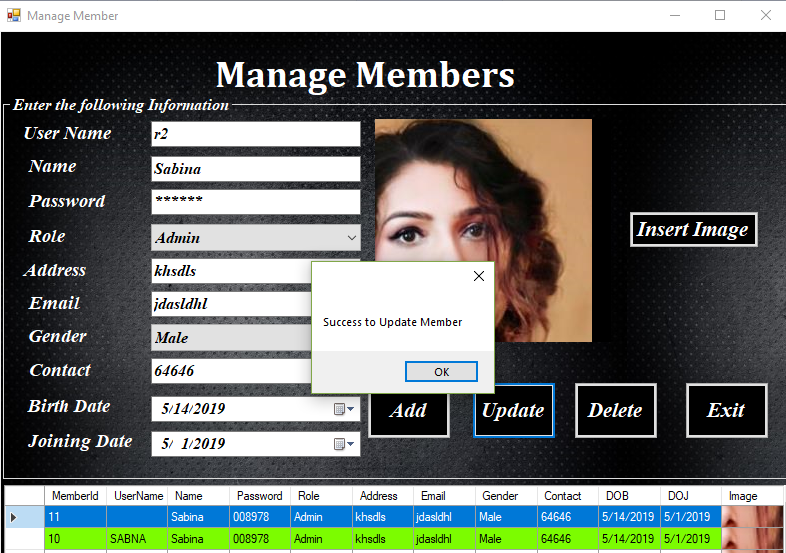 Manage Member
Manage Members
Enter the following Information
User Name r2
Name Sabina
Password ******
Role Admin
Address khsdls
Email jdasldhl
Gender Male
Contact 64646
Birth Date 5/14/2019
Joining Date 5/ 1/2019
Insert Image
Success to Update Member
OK
Add Update Delete Exit
MemberId UserName Name Password Role Address Email Gender Contact DOB DOJ Image
11 Sabina 008978 Admin khsdls jdasldhl Male 64646 5/14/2019 5/1/2019
10 SABNA Sabina 008978 Admin khsdls jdasldhl Male 64646 5/14/2019 5/1/2019